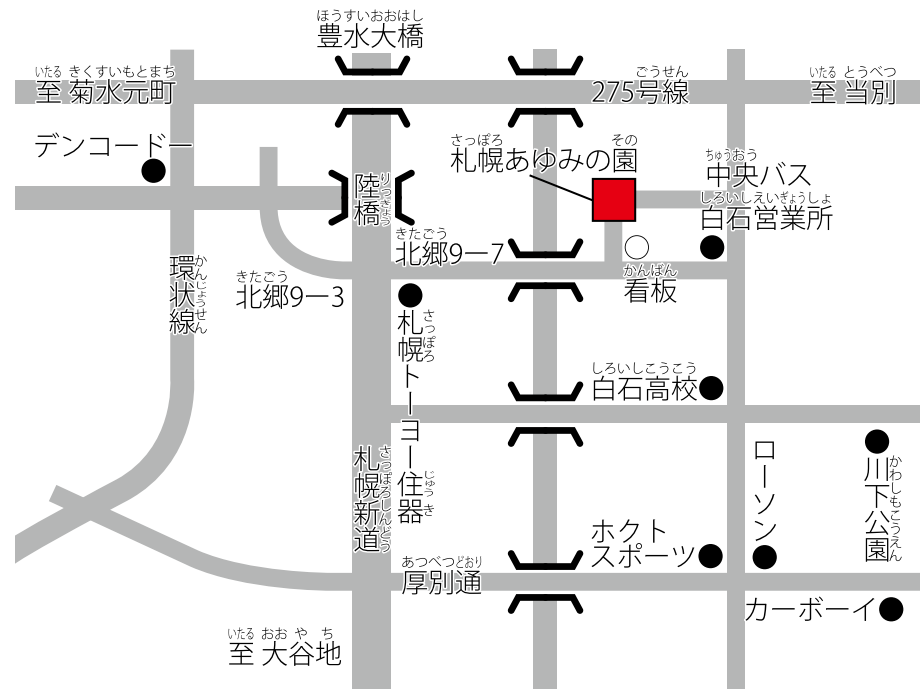 ほうすいおおはし
豊水大橋
いたる きくすいもとまち
至 菊水元町
ごうせん
275号線
いたる とうべつ
至 当別
デンコードー
さっぽろ その
札幌あゆみの園
ちゅうおう
中央バス
しろいしえいぎょうしょ
白石営業所
りっきょう
陸橋
きたごう
北郷9ー7
かんじょうせん
環状線
きたごう
北郷9ー3
かんばん
看板
さっぽろ
札幌トーヨー住器
じゅうき
しろいしこうこう
白石高校
ローソン
かわしもこうえん
川下公園
さっぽろしんどう
札幌新道
ホクト
スポーツ
あつべつどおり
厚別通
カーボーイ
いたる おお や ち
至 大谷地